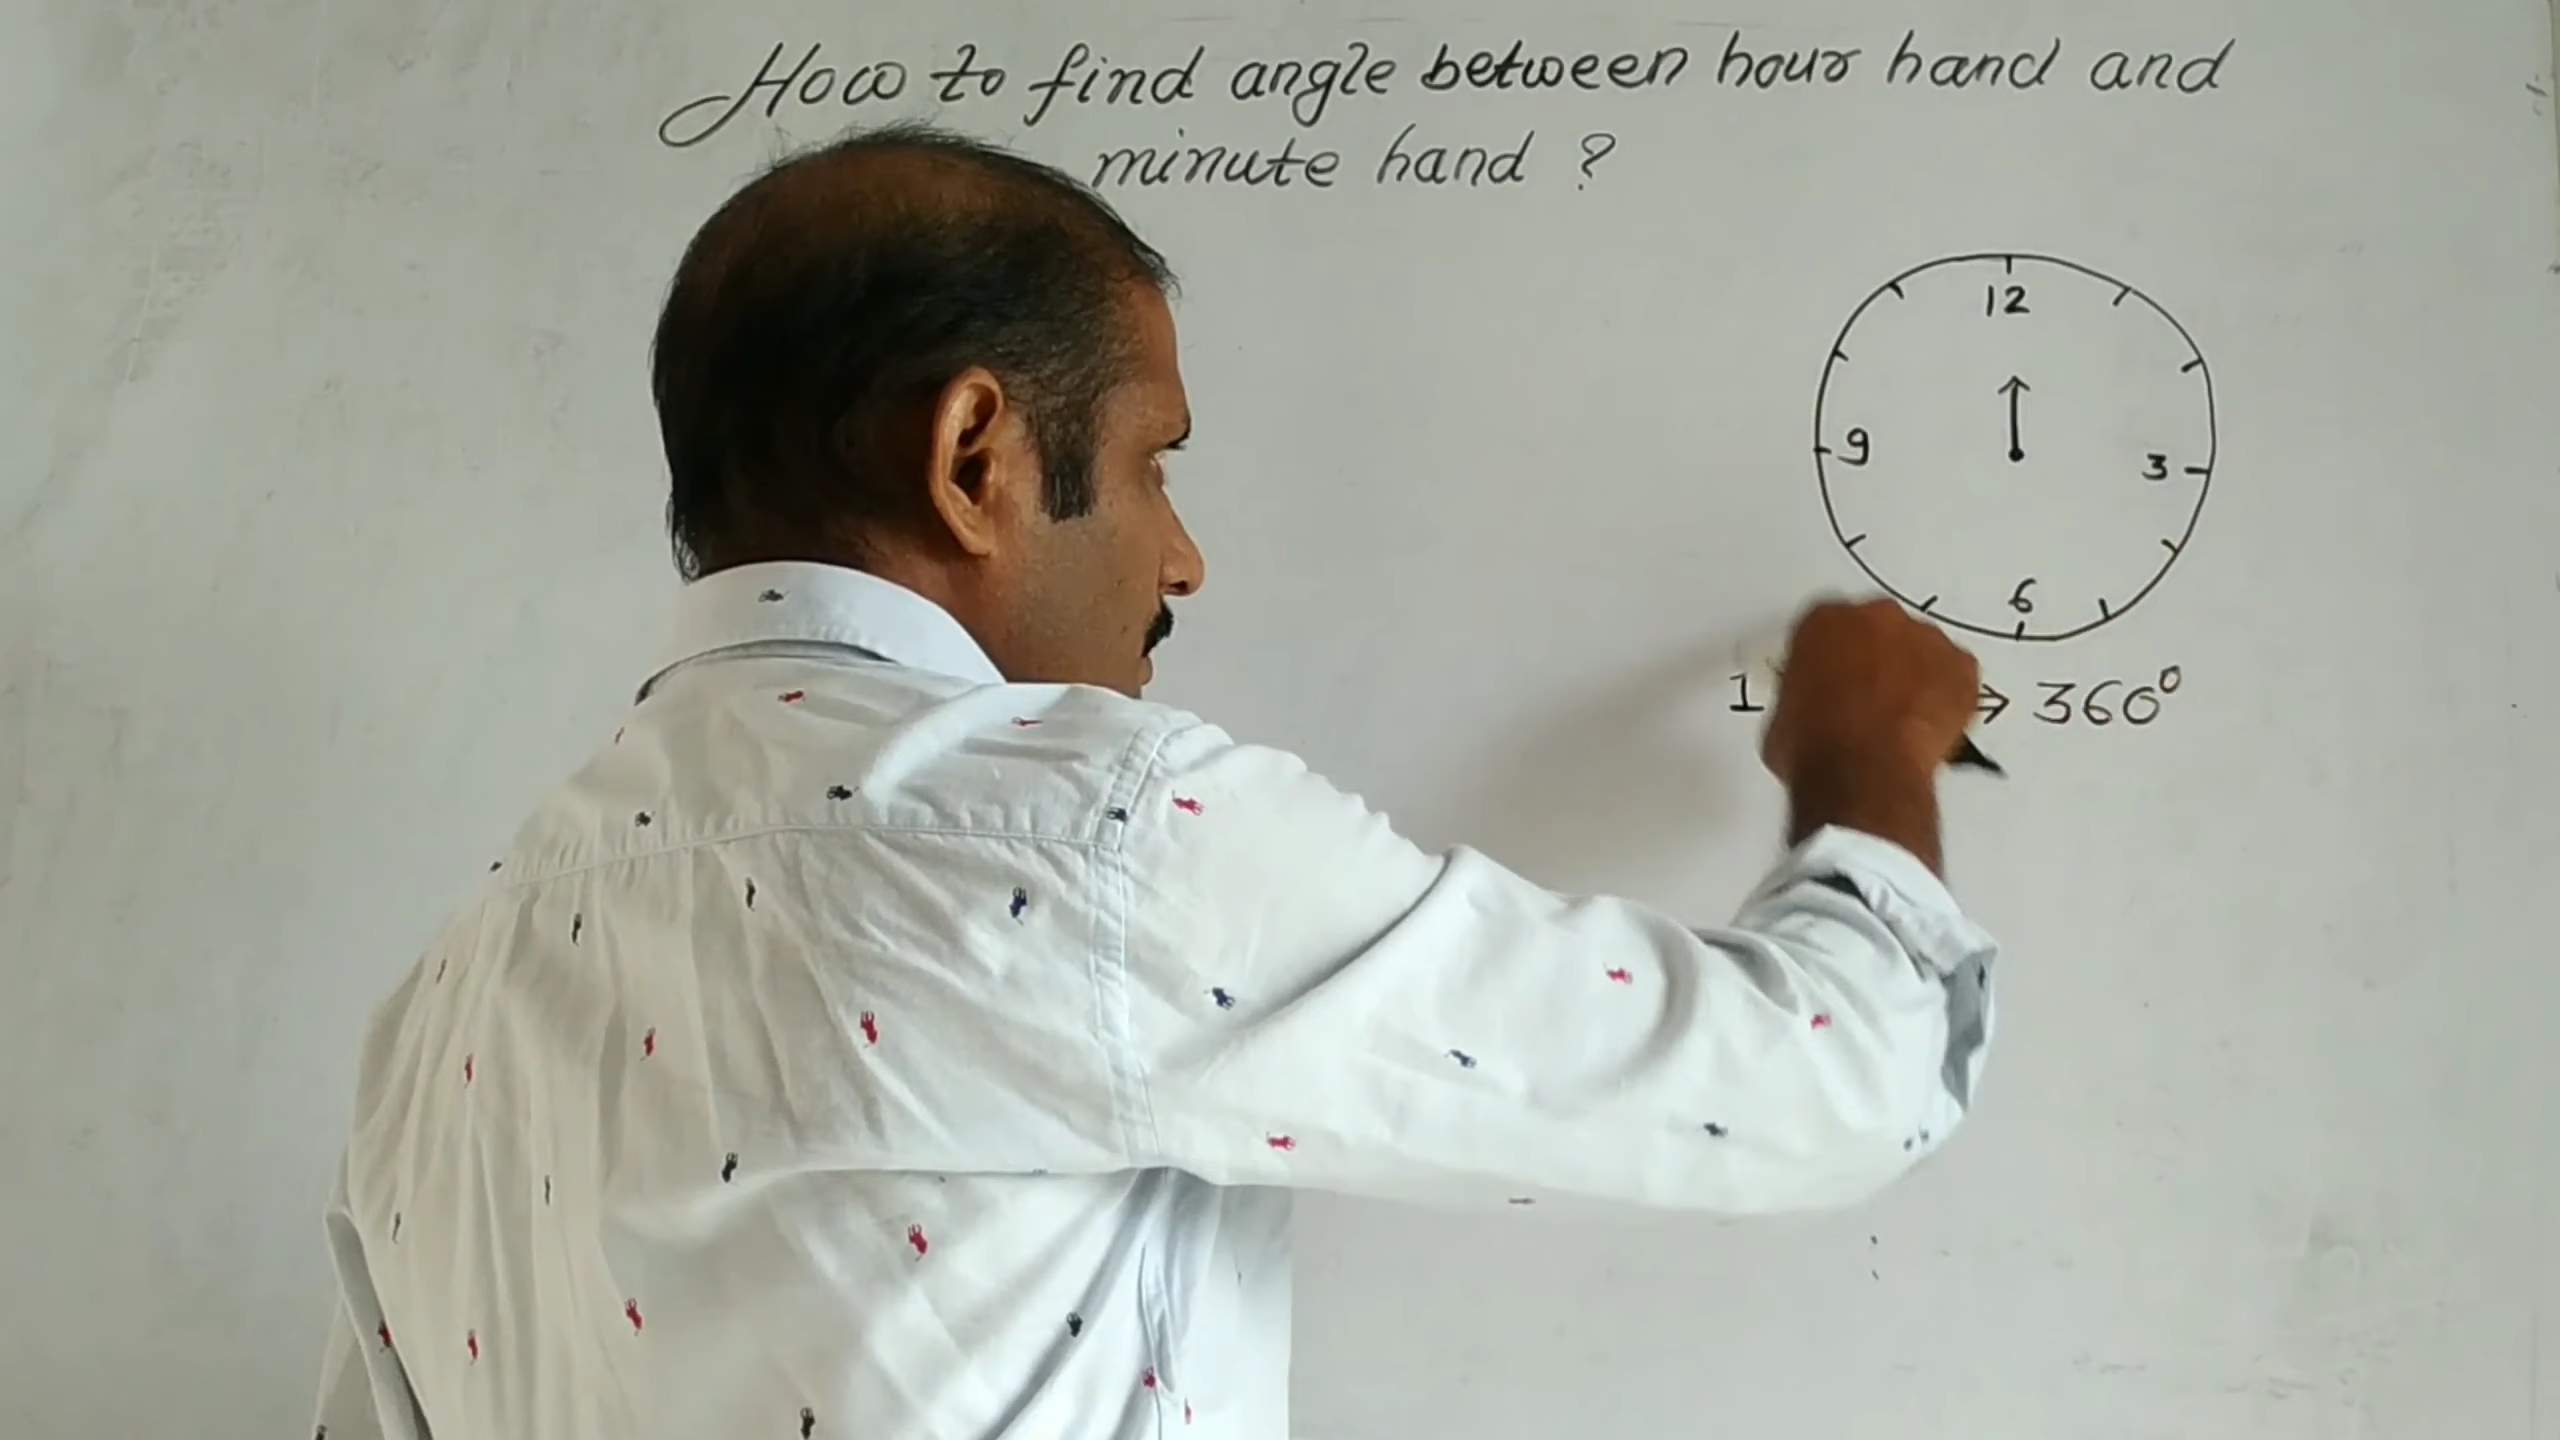 How to find angle between hour hand and
minute hand ?
12
9
3
6
1 ⇒ 360°